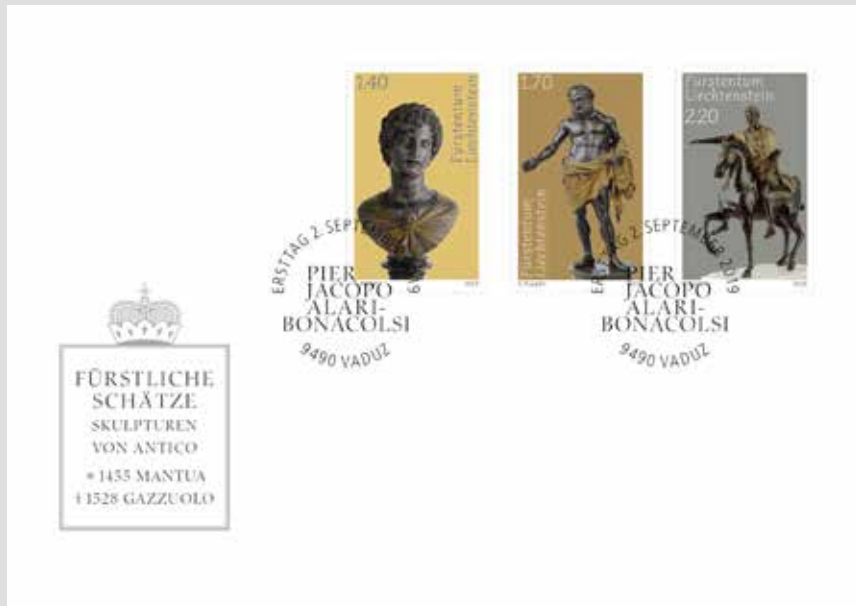 1.40
Fürstentum
Liechtenstein
1.70
Fürstentum
Liechtenstein
Fürstentum
Liechtenstein
2.20
ERSTTAG 2. SEPTEMBER
PIER
JACOPO
ALARI-
BONACOLSI
9490 VADUZ
TAG 2. SEPTEMBER 2019
PIER
JACOPO
ALARI-
BONACOLSI
9490 VADUZ
FÜRSTLICHE
SCHÄTZE
SKULPTUREN
VON ANTICO
* 1455 MANTUA
† 1528 GAZZUOLO